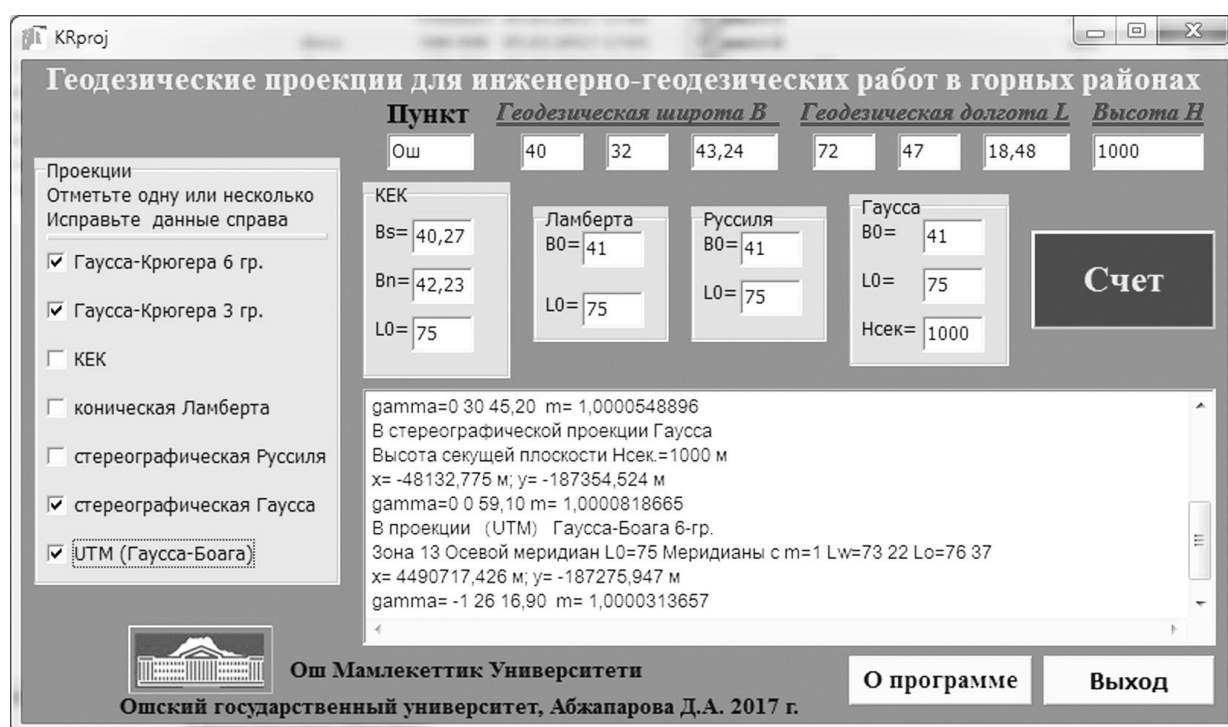 KRproj
Геодезические проекции для инженерно-геодезических работ в горных районах
Пункт Геодезическая широта B Геодезическая долгота L Высота H
Ош 40 32 43,24 72 47 18,48 1000
Проекции
Отметьте одну или несколько
Исправьте данные справа
Гаусса-Крюгера 6 гр.
Гаусса-Крюгера 3 гр.
КЕК
коническая Ламберта
стереографическая Руссиля
стереографическая Гаусса
UTM (Гаусса-Боага)
КЕК
Bs= 40,27
Bn= 42,23
L0= 75
Ламберта
B0= 41
L0= 75
Руссиля
B0= 41
L0= 75
Гаусса
B0= 41
L0= 75
Нсек= 1000
Счет
gamma=0 30 45,20 m= 1,0000548896
В стереографической проекции Гаусса
Высота секущей плоскости Нсек.=1000 м
x= -48132,775 м; y= -187354,524 м
gamma=0 0 59,10 m= 1,0000818665
В проекции (UTM) Гаусса-Боага 6-гр.
Зона 13 Осевой меридиан L0=75 Меридианы с m=1 Lw=73 22 Lo=76 37
x= 4490717,426 м; y= -187275,947 м
gamma= -1 26 16,90 m= 1,0000313657
Ош Мамлекеттик Университети
Ошский государственный университет, Абжапарова Д.А. 2017 г.
О программе
Выход